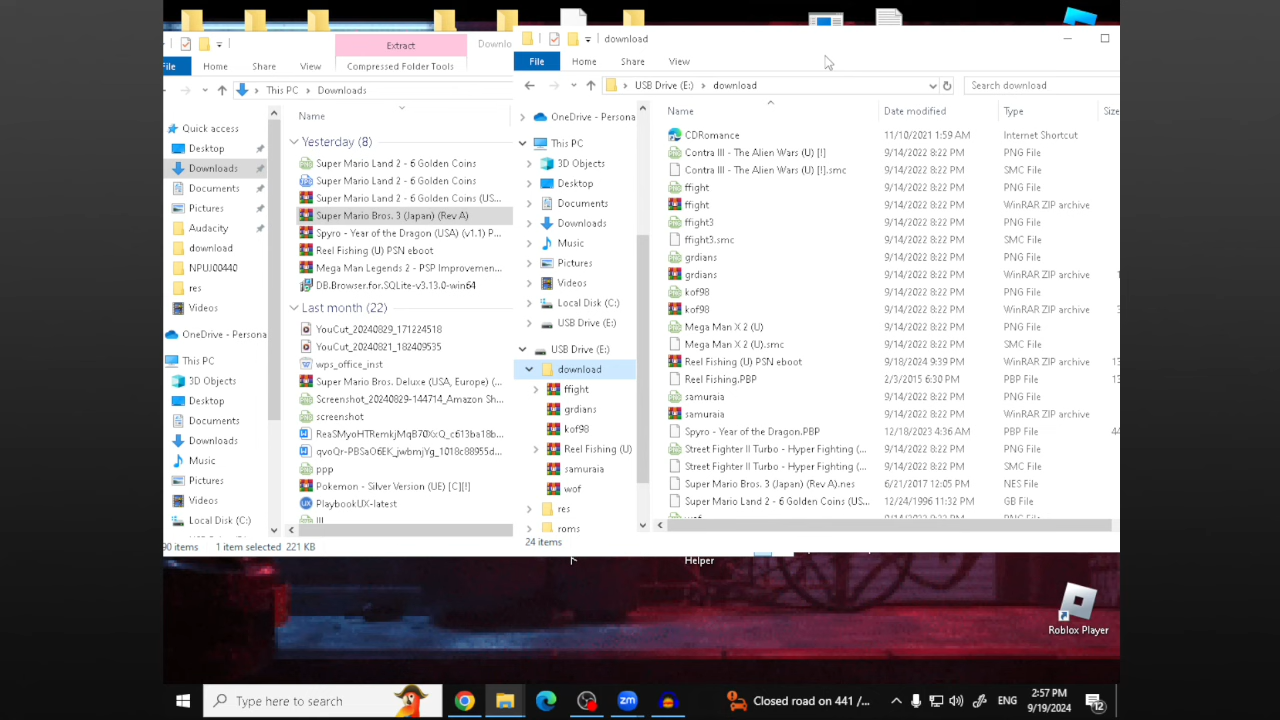 Extract
Downlo
File
Home
Share
View
Compressed Folder Tools
This PC > Downloads
Name
Quick access
Desktop
Downloads
Documents
Pictures
Audacity
download
NPUJ00440
res
Videos
OneDrive - Persona
This PC
3D Objects
Desktop
Documents
Downloads
Music
Pictures
Videos
Local Disk (C:)
Yesterday (8)
Super Mario Land 2 - 6 Golden Coins
Super Mario Land 2 - 6 Golden Coins
Super Mario Land 2 - 6 Golden Coins (US...
Super Mario Bros. 3 (Japan) (Rev A)
Spyro - Year of the Dragon (USA) (v1.1) P...
Reel Fishing (U) PSN eboot
Mega Man Legends 2 - PSP Improvemen...
DB.Browser.for.SQLite-v3.13.0-win64
Last month (22)
YouCut_20240829_171224518
YouCut_20240821_182409535
wps_office_inst
Super Mario Bros. Deluxe (USA, Europe) (...
Screenshot_20240829-144714_Amazon Sh...
screenshot
ReaSMyoHTRemkjMqB70XxQ_c613ba18b...
qvoQr-PBSaO6EK_jwbmjYg_1018c88955d...
ppp
Pokemon - Silver Version (UE) [C][!]
PlaybookUX-latest
90 items 1 item selected 221 KB
download
File
Home
Share
View
USB Drive (E:) > download
Search download
OneDrive - Persona
This PC
3D Objects
Desktop
Documents
Downloads
Music
Pictures
Videos
Local Disk (C:)
USB Drive (E:)
USB Drive (E:)
download
ffight
grdians
kof98
Reel Fishing (U)
samuraia
wof
res
roms
Name Date modified Type Size
CDRomance 11/10/2021 1:59 AM Internet Shortcut
Contra III - The Alien Wars (U) [!] 9/14/2022 8:22 PM PNG File
Contra III - The Alien Wars (U) [!].smc 9/14/2022 8:22 PM SMC File
ffight 9/14/2022 8:22 PM PNG File
ffight 9/14/2022 8:22 PM WinRAR ZIP archive
ffight3 9/14/2022 8:22 PM PNG File
ffight3.smc 9/14/2022 8:22 PM SMC File
grdians 9/14/2022 8:22 PM PNG File
grdians 9/14/2022 8:22 PM WinRAR ZIP archive
kof98 9/14/2022 8:22 PM PNG File
kof98 9/14/2022 8:22 PM WinRAR ZIP archive
Mega Man X 2 (U) 9/14/2022 8:22 PM PNG File
Mega Man X 2 (U).smc 9/14/2022 8:22 PM SMC File
Reel Fishing (U) PSN eboot 9/18/2024 9:39 PM WinRAR ZIP archive 13
Reel Fishing.PBP 2/3/2015 6:30 PM PBP File 13
samuraia 9/14/2022 8:22 PM PNG File
samuraia 9/14/2022 8:22 PM WinRAR ZIP archive
Spyro - Year of the Dragon.PBP 12/18/2023 4:36 AM PBP File 44
Street Fighter II Turbo - Hyper Fighting (... 9/14/2022 8:22 PM PNG File
Street Fighter II Turbo - Hyper Fighting (... 9/14/2022 8:22 PM SMC File
Super Mario Bros. 3 (Japan) (Rev A).nes 6/21/2017 12:05 PM NES File
Super Mario Land 2 - 6 Golden Coins (US... 12/24/1996 11:32 PM GB File
24 items
Helper
Roblox Player
Type here to search
zm
Closed road on 441 /...
ENG
2:57 PM
9/19/2024
12